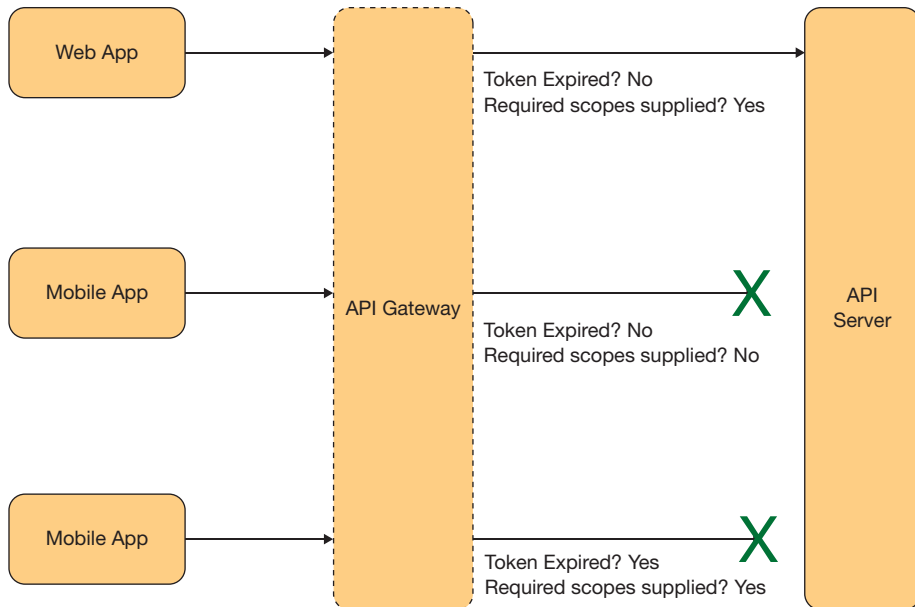 Web App
Token Expired? No
Required scopes supplied? Yes
Mobile App
API Gateway
X
API
Server
Token Expired? No
Required scopes supplied? No
Mobile App
X
Token Expired? Yes
Required scopes supplied? Yes